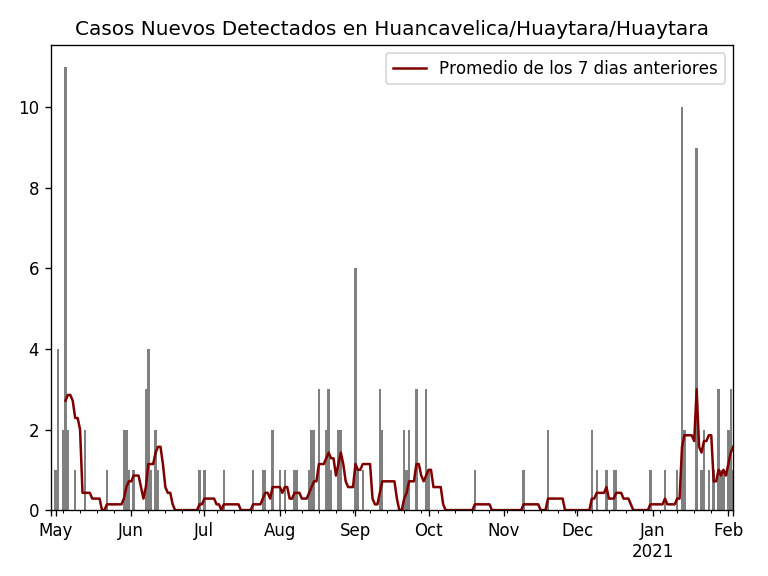 Casos Nuevos Detectados en Huancavelica/Huaytara/Huaytara
Promedio de los 7 dias anteriores
10
8
6
4
2
0
May Jun Jul Aug Sep Oct Nov Dec Jan Feb
2021